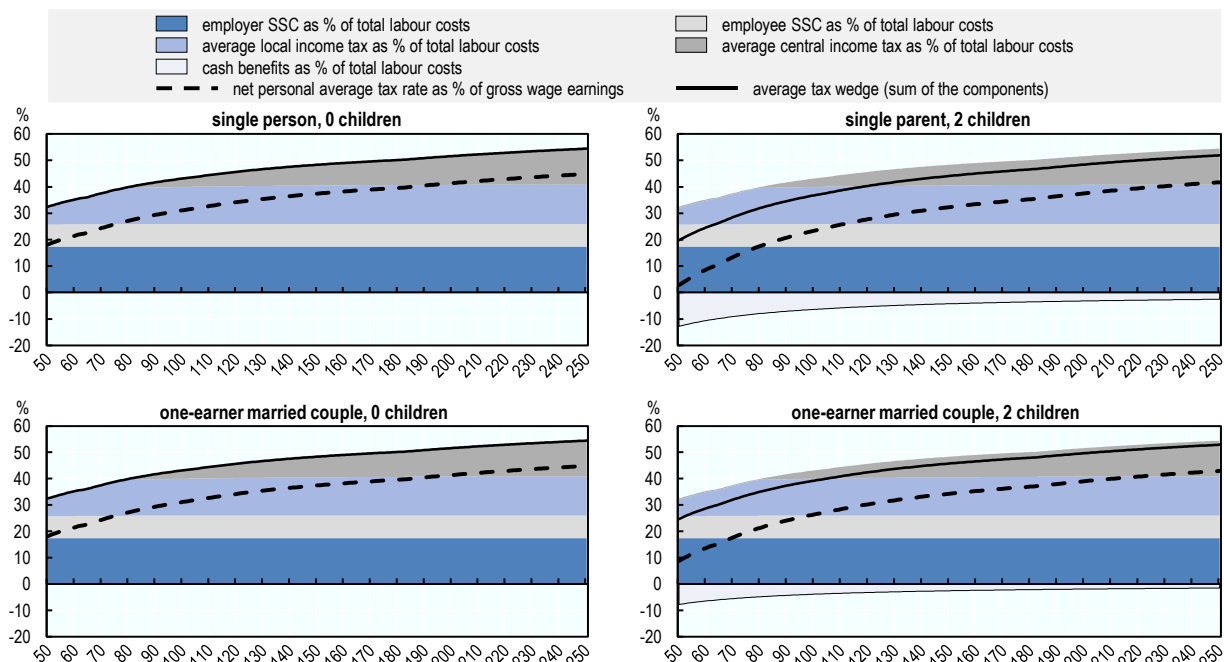 employer SSC as % of total labour costs
employee SSC as % of total labour costs
average local income tax as % of total labour costs
average central income tax as % of total labour costs
cash benefits as % of total labour costs
net personal average tax rate as % of gross wage earnings
average tax wedge (sum of the components)
%
single person, 0 children
60
50
40
30
20
10
0
-10
-20
50 60 70 80 90 100 110 120 130 140 150 160 170 180 190 200 210 220 230 240 250
%
single parent, 2 children
60
50
40
30
20
10
0
-10
-20
50 60 70 80 90 100 110 120 130 140 150 160 170 180 190 200 210 220 230 240 250
%
one-earner married couple, 0 children
60
50
40
30
20
10
0
-10
-20
50 60 70 80 90 100 110 120 130 140 150 160 170 180 190 200 210 220 230 240 250
%
one-earner married couple, 2 children
60
50
40
30
20
10
0
-10
-20
50 60 70 80 90 100 110 120 130 140 150 160 170 180 190 200 210 220 230 240 250